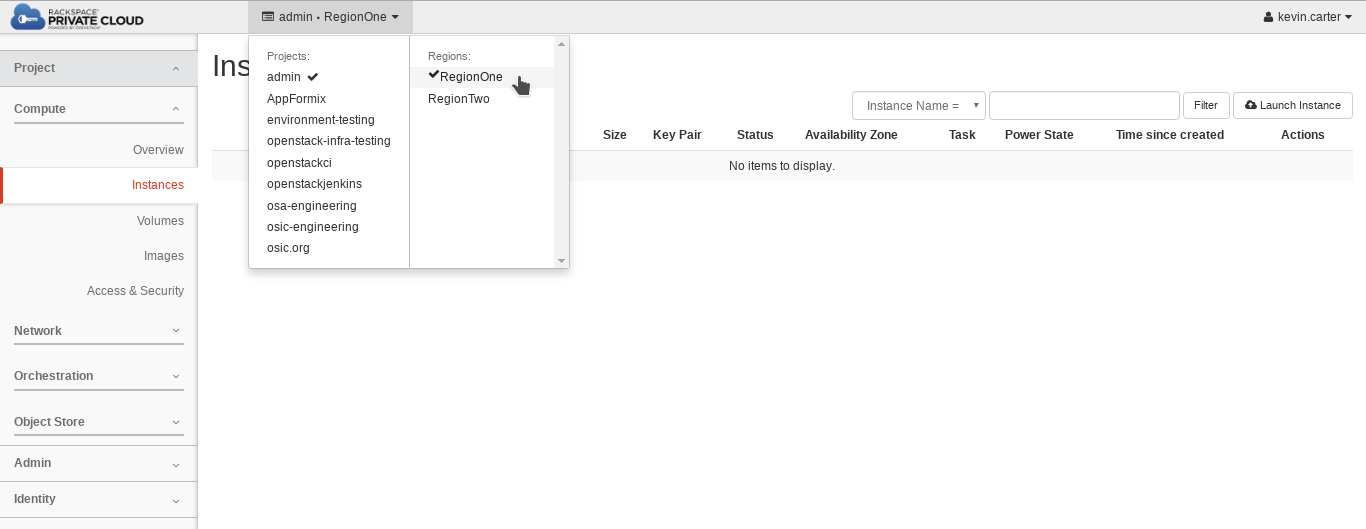 RACKSPACE®
PRIVATE CLOUD
POWERED BY OPENSTACK®
admin • RegionOne
kevin.carter
Project
Compute
Overview
Instances
Volumes
Images
Access & Security
Network
Orchestration
Object Store
Admin
Identity
Ins
Projects:
admin
AppFormix
environment-testing
openstack-infra-testing
openstackci
openstackjenkins
osa-engineering
osic-engineering
osic.org
Regions:
RegionOne
RegionTwo
Instance Name =
Filter
Launch Instance
Size Key Pair Status Availability Zone Task Power State Time since created Actions
No items to display.